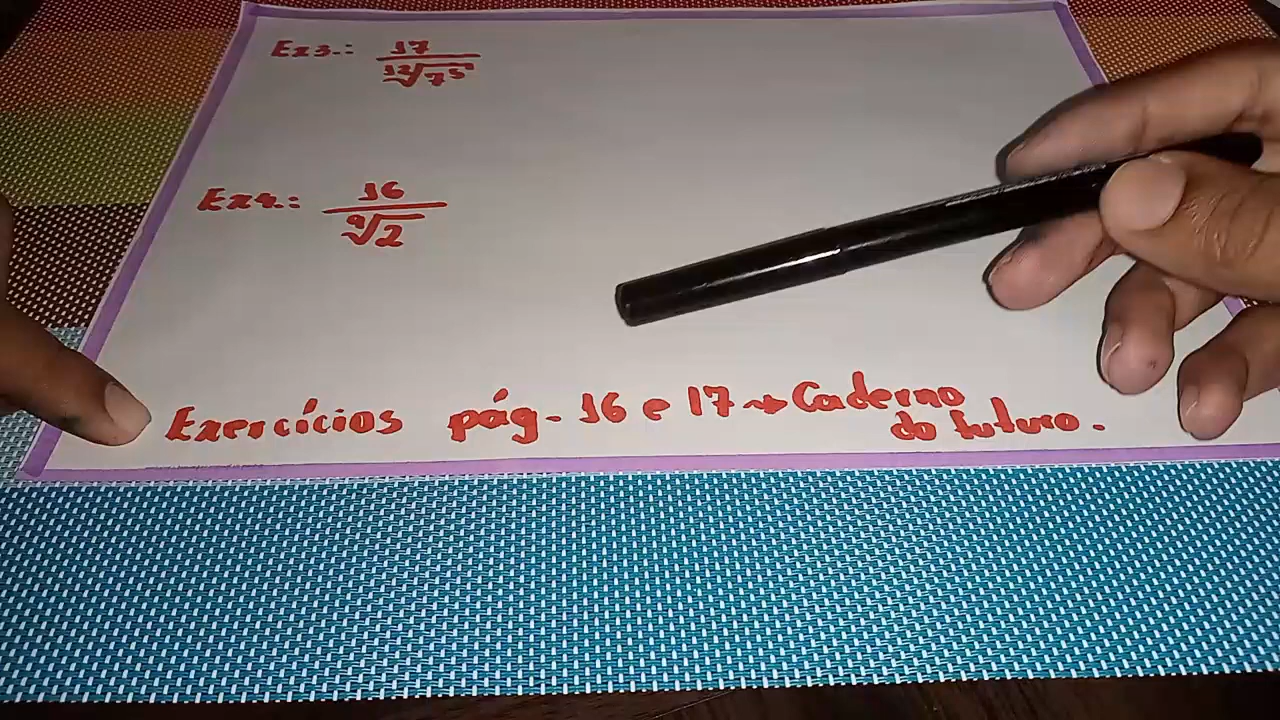 Ex3.: 17
12√7⁵
Ex4.: 16
9√2
Exercícios pág. 16 e 17 → Caderno
do futuro.